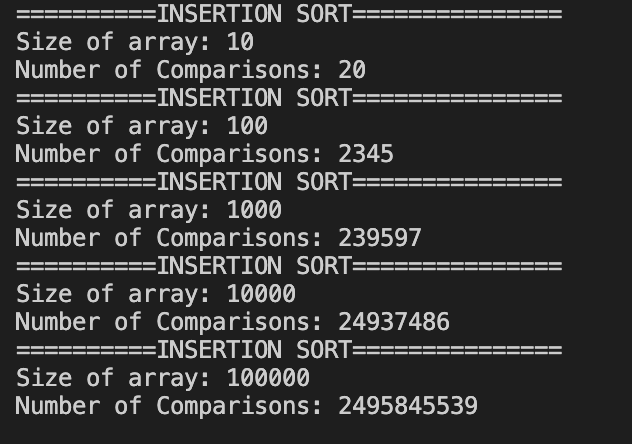 ==========INSERTION SORT===============
Size of array: 10
Number of Comparisons: 20
==========INSERTION SORT===============
Size of array: 100
Number of Comparisons: 2345
==========INSERTION SORT===============
Size of array: 1000
Number of Comparisons: 239597
==========INSERTION SORT===============
Size of array: 10000
Number of Comparisons: 24937486
==========INSERTION SORT===============
Size of array: 100000
Number of Comparisons: 2495845539